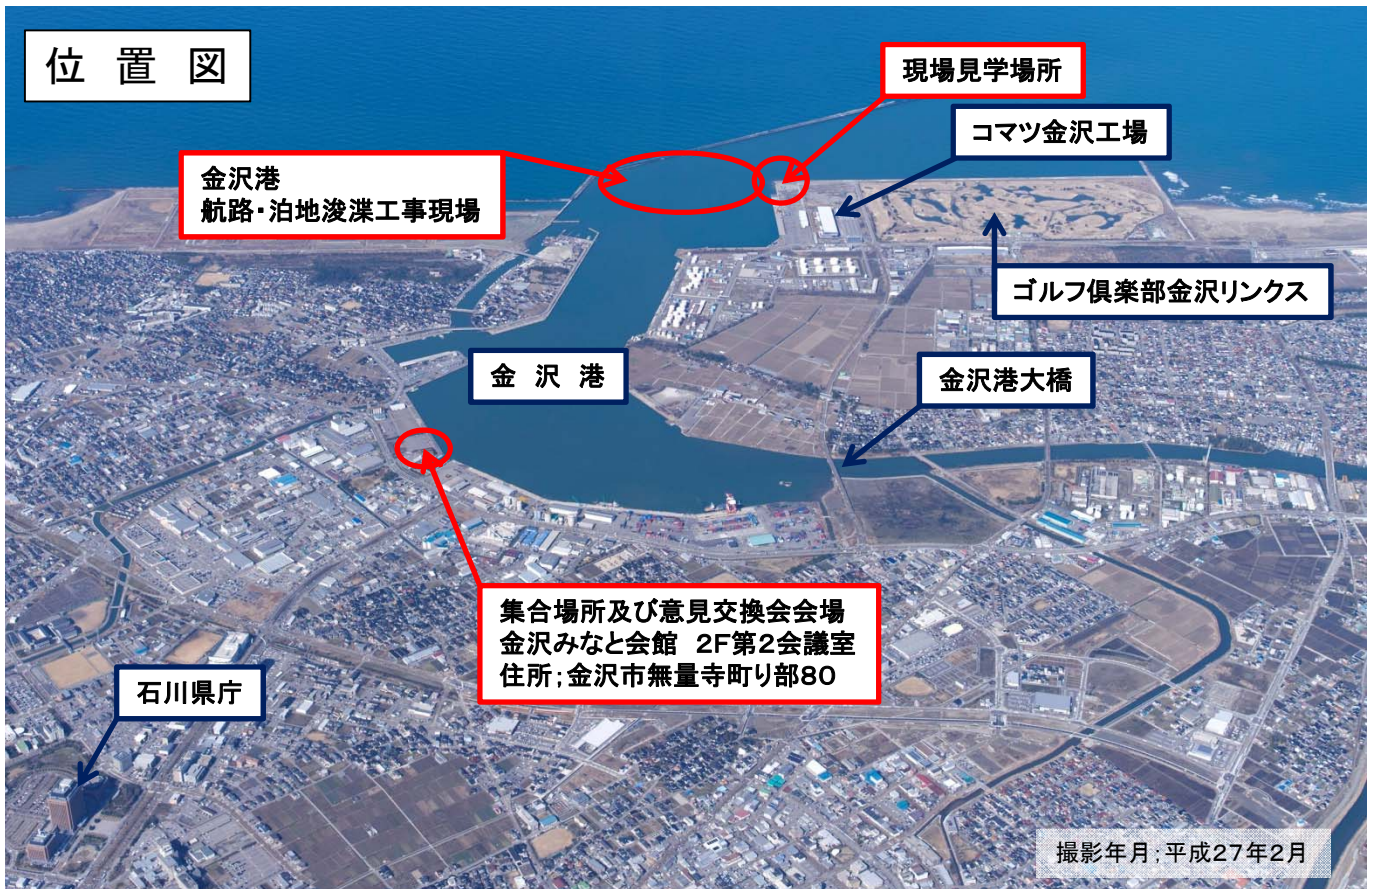 位 置 図
現場見学場所
コマツ金沢工場
金沢港
航路・泊地浚渫工事現場
ゴルフ倶楽部金沢リンクス
金 沢 港
金沢港大橋
集合場所及び意見交換会会場
金沢みなと会館 2F第2会議室
住所;金沢市無量寺町り部80
石川県庁
撮影年月;平成27年2月